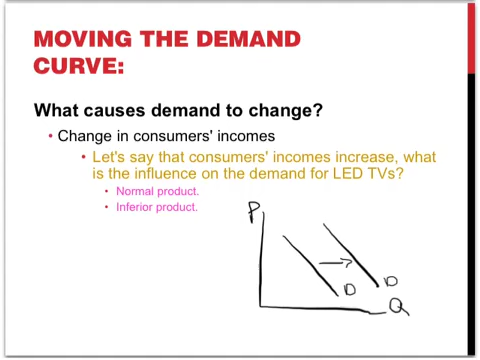 MOVING THE DEMAND
CURVE:
What causes demand to change?
• Change in consumers' incomes
• Let's say that consumers' incomes increase, what
is the influence on the demand for LED TVs?
• Normal product.
• Inferior product.
P
D
D
Q